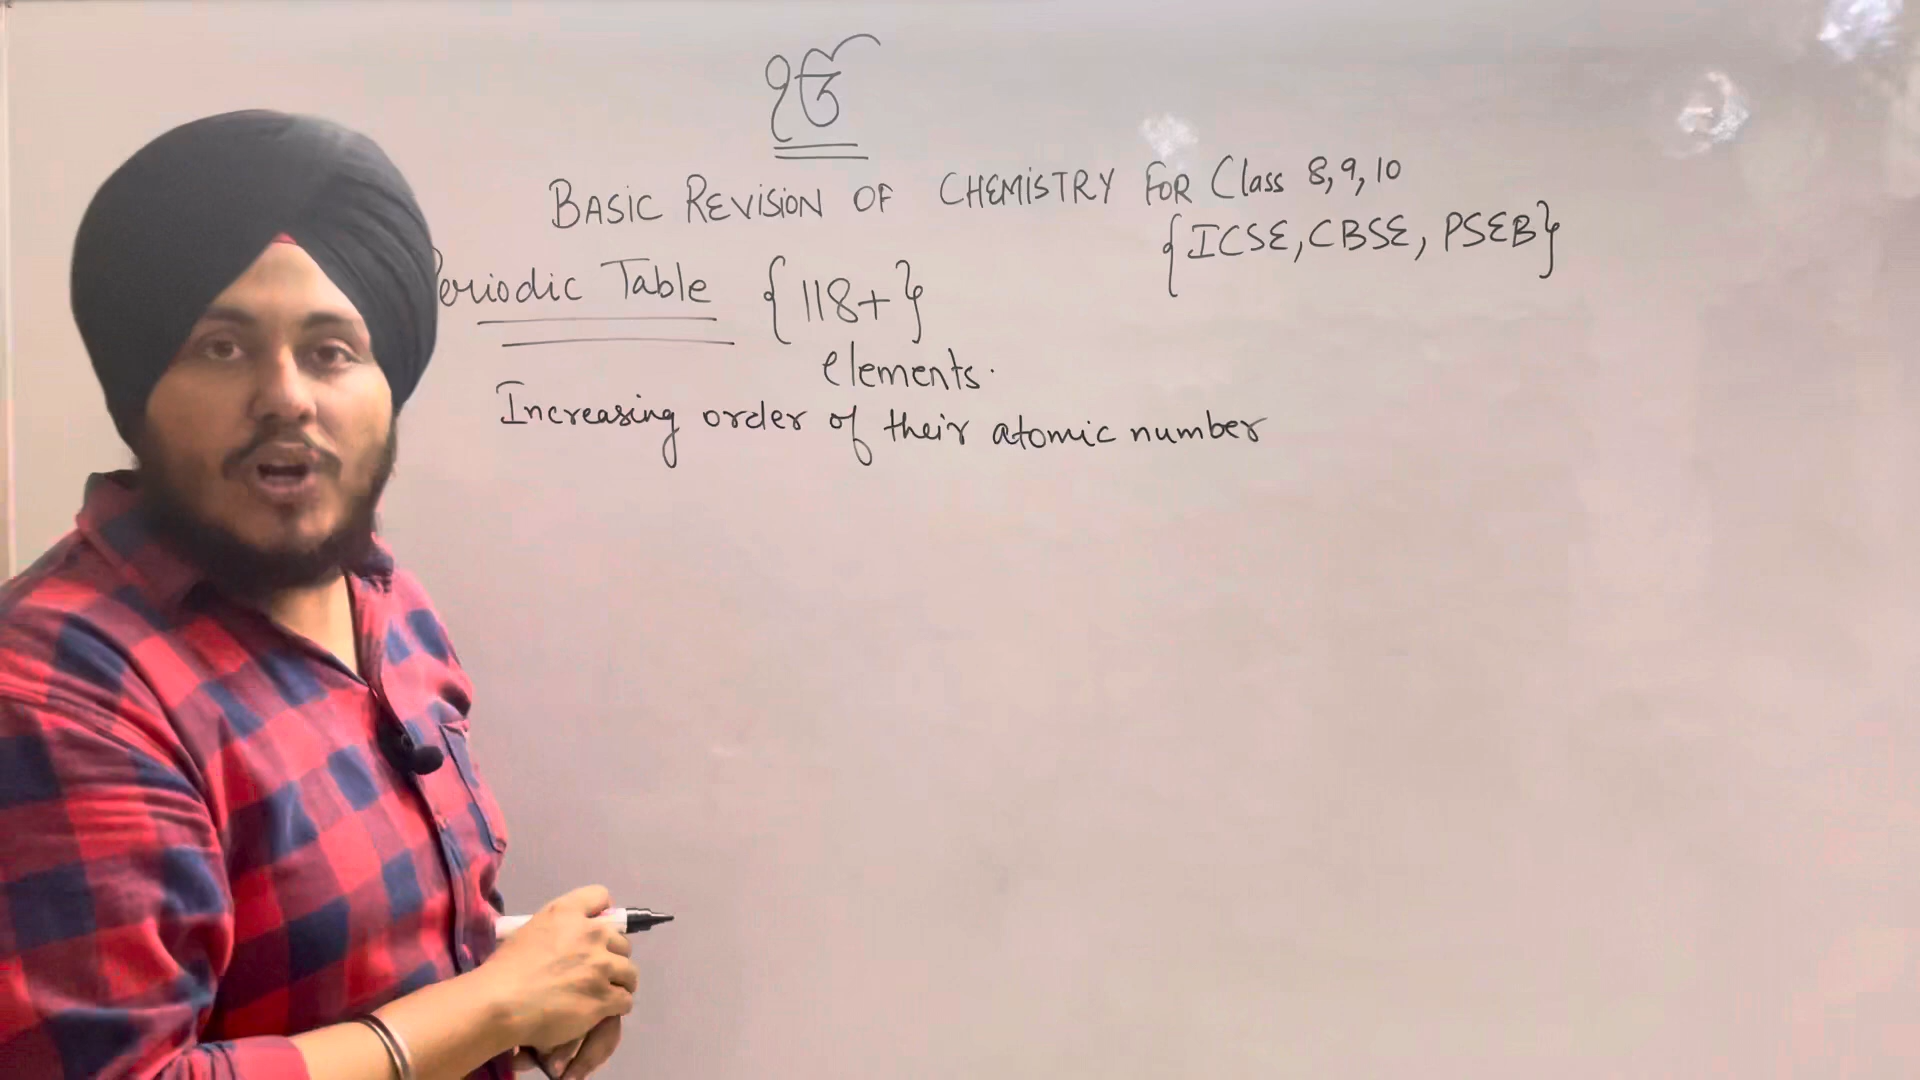 ੴ
BASIC REVISION OF CHEMISTRY FOR Class 8, 9, 10
{ICSE, CBSE, PSEB}
Periodic Table {118+}
elements.
Increasing order of their atomic number